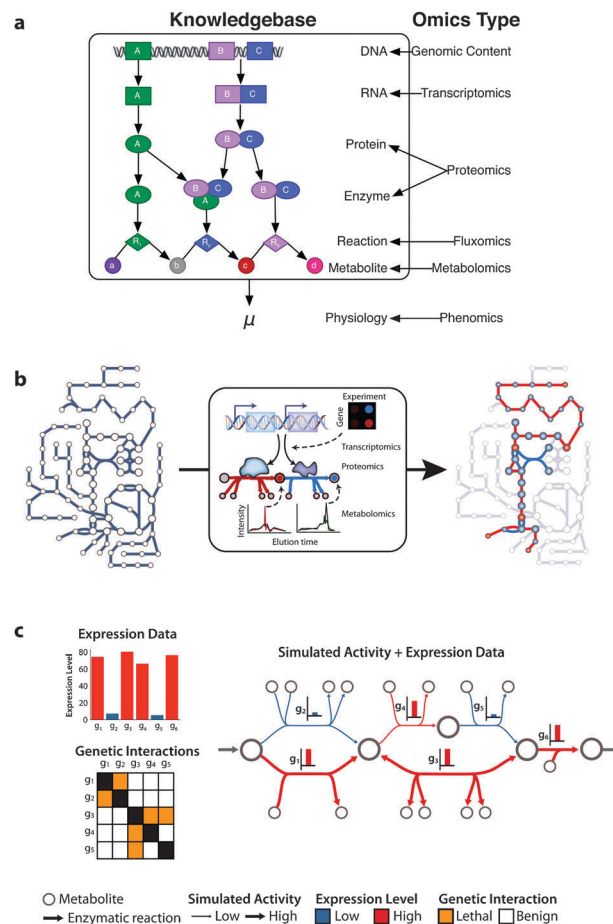 a
Knowledgebase
Omics Type
A B C
DNA Genomic Content
A B C
RNA Transcriptomics
A B C
Protein
Proteomics
A B C A B C
Enzyme
Reaction Fluxomics
a b c d
Metabolite Metabolomics
μ
Physiology Phenomics
b
Experiment
Gene
Transcriptomics
Proteomics
Metabolomics
Intensity
Elution time
c
Expression Data
Expression Level
80
60
40
20
0
g1 g2 g3 g4 g5 g6
Genetic Interactions
g1 g2 g3 g4 g5
g1
g2
g3
g4
g5
Simulated Activity + Expression Data
g2 g4 g5
g6
g1 g3
Metabolite
Enzymatic reaction
Simulated Activity
Low High
Expression Level
Low
High
Genetic Interaction
Lethal
Benign